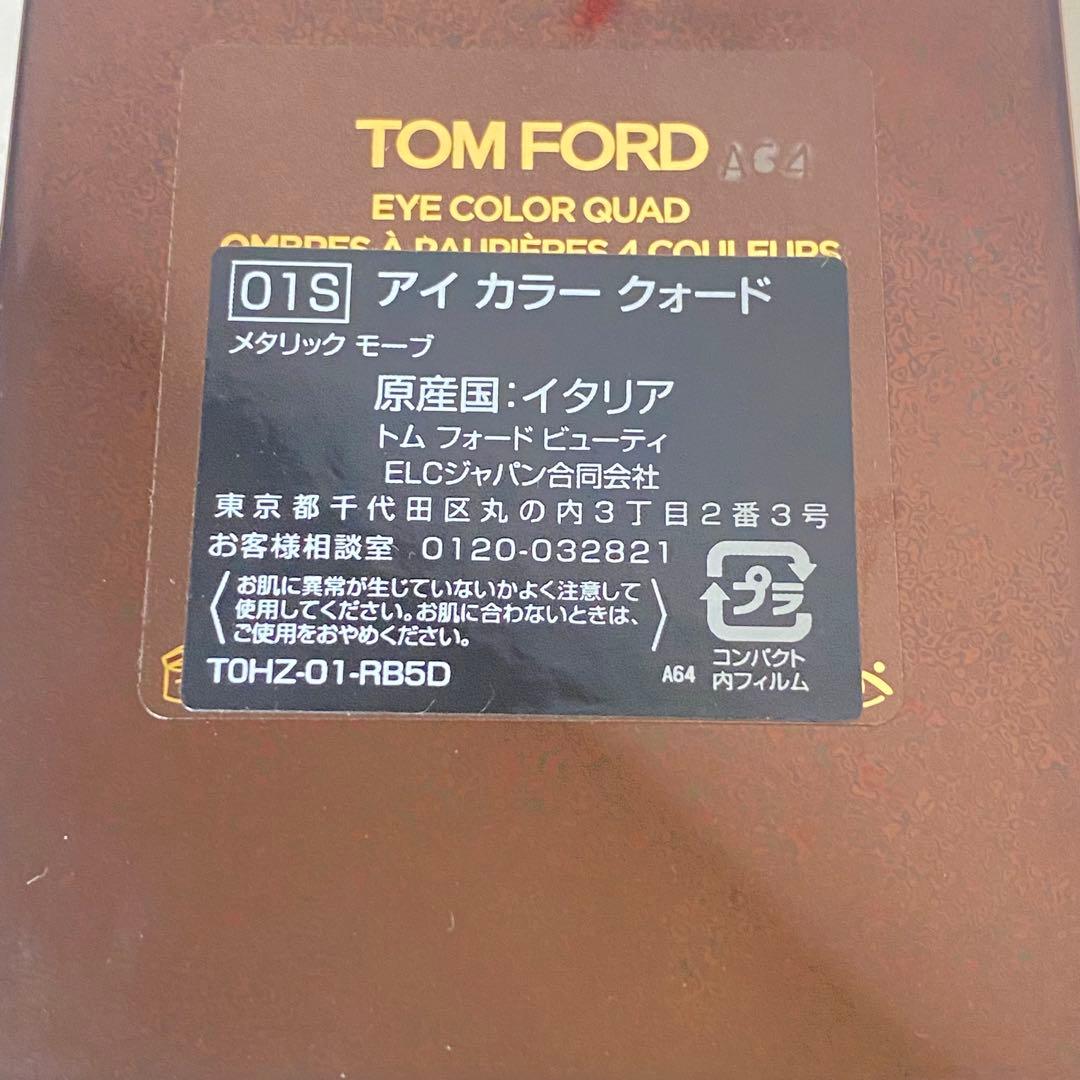 TOM FORD A64
EYE COLOR QUAD
OMBRES À PAUPIÈRES 4 COULEURS
01S アイ カラー クォード
メタリック モーブ
原産国:イタリア
トム フォード ビューティ
ELCジャパン合同会社
東京都千代田区丸の内3丁目2番3号
お客様相談室 0120-032821
お肌に異常が生じていないかよく注意して
使用してください。お肌に合わないときは、
ご使用をおやめください。
プラ
コンパクト
内フィルム
T0HZ-01-RB5D A64